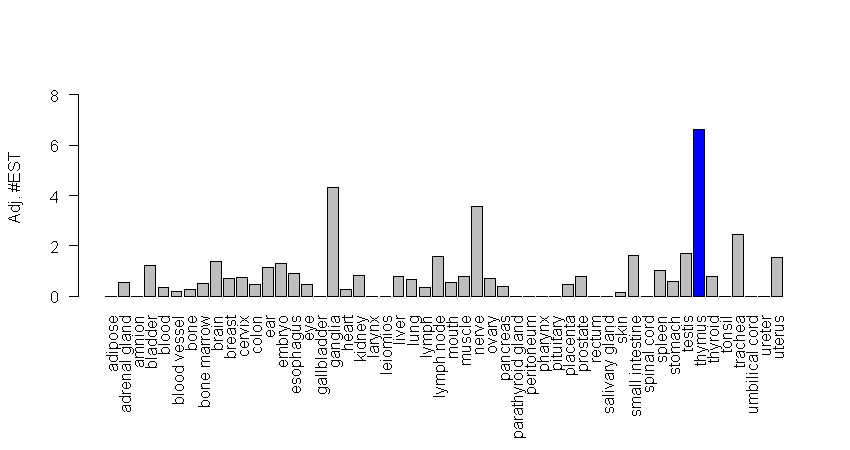 Adj. #EST
8
6
4
2
0
adipose
adrenal gland
amnion
bladder
blood
blood vessel
bone
bone marrow
brain
breast
cervix
colon
ear
embryo
esophagus
eye
gallbladder
ganglia
heart
kidney
larynx
leiomios
liver
lung
lymph
lymph node
mouth
muscle
nerve
ovary
pancreas
parathyroid gland
peritoneum
pharynx
pituitary
placenta
prostate
rectum
salivary gland
skin
small intestine
spinal cord
spleen
stomach
testis
thymus
thyroid
tonsil
trachea
umbilical cord
ureter
uterus